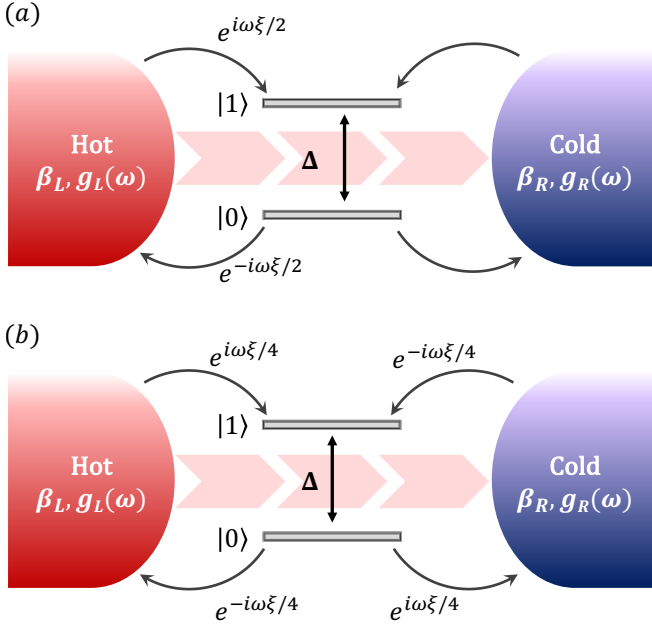 (a)
e^{iωξ/2}
|1⟩
Hot
β_L, g_L(ω)
Δ
Cold
β_R, g_R(ω)
|0⟩
e^{-iωξ/2}
(b)
e^{iωξ/4} e^{-iωξ/4}
|1⟩
Hot
β_L, g_L(ω)
Δ
Cold
β_R, g_R(ω)
|0⟩
e^{-iωξ/4} e^{iωξ/4}